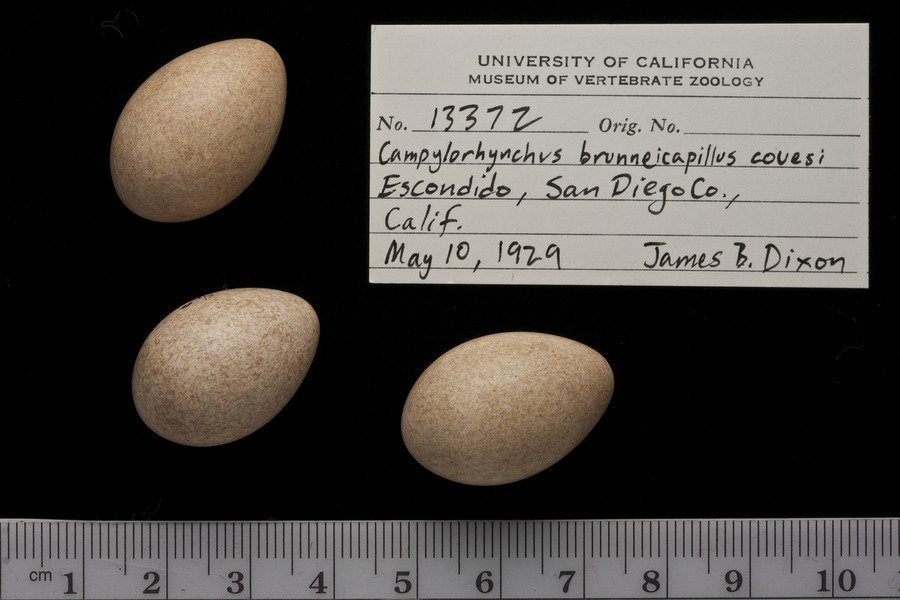 UNIVERSITY OF CALIFORNIA
MUSEUM OF VERTEBRATE ZOOLOGY
No. 13372 Orig. No.
Campylorhynchus brunneicapillus couesi
Escondido, San Diego Co.,
Calif.
May 10, 1929 James B. Dixon
cm 1 2 3 4 5 6 7 8 9 10